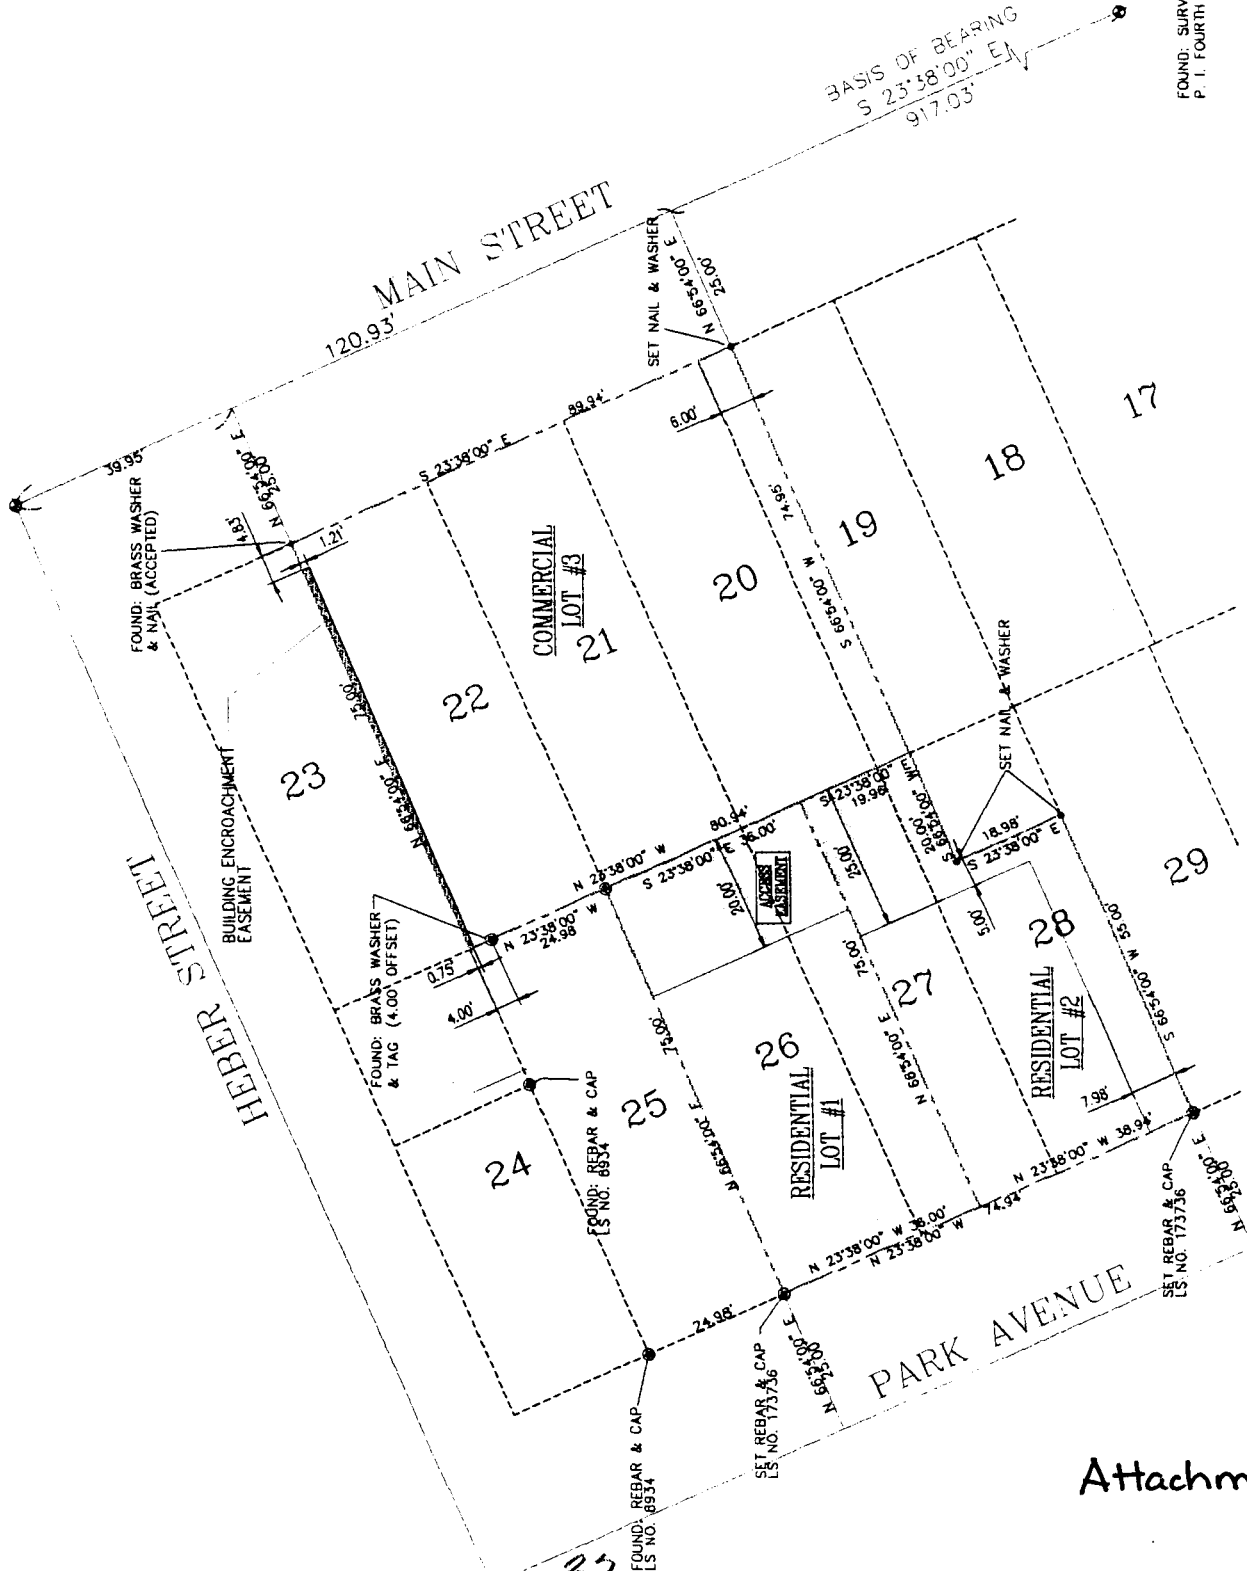 BASIS OF BEARING
S 23°38'00" E
917.03'
FOUND: SURV
P. I. FOURTH
MAIN STREET
120.93'
39.95'
SET NAIL & WASHER
N 66°54'00" E
25.00'
FOUND: BRASS WASHER
& NAIL (ACCEPTED)
N 66°54'00" E
25.00'
4.83'
1.21'
S 23°38'00" E
89.94'
6.00'
COMMERCIAL
LOT #3
17
18
19
20
21
22
23
74.95'
S 66°54'00" W
75.00'
N 66°54'00" E
BUILDING ENCROACHMENT
EASEMENT
HEBER STREET
FOUND: BRASS WASHER
& TAG (4.00' OFFSET)
0.75'
4.00'
N 23°38'00" W
24.98'
N 23°38'00" W
80.94'
S 23°38'00" E 36.00'
20.00'
ACCESS
EASEMENT
S 23°38'00"
19.96'
25.00'
20.00'
S 66°54'00" W
SET NAIL & WASHER
18.98'
S 23°38'00" E
5.00'
75.00'
N 66°54'00" E
75.00'
N 66°54'00" E
24
25
26
27
28
29
RESIDENTIAL
LOT #1
RESIDENTIAL
LOT #2
S 66°54'00" W 55.00'
7.98'
FOUND: REBAR & CAP
LS NO. 8934
N 23°38'00" W 36.00'
N 23°38'00" W
74.94'
N 23°38'00" W 38.94'
24.98'
SET REBAR & CAP
LS NO. 173736
N 66°54'00" E
25.00'
PARK AVENUE
SET REBAR & CAP
LS NO. 173736
N 66°54'00" E
25.00'
FOUND: REBAR & CAP
LS NO. 8934
Attachm